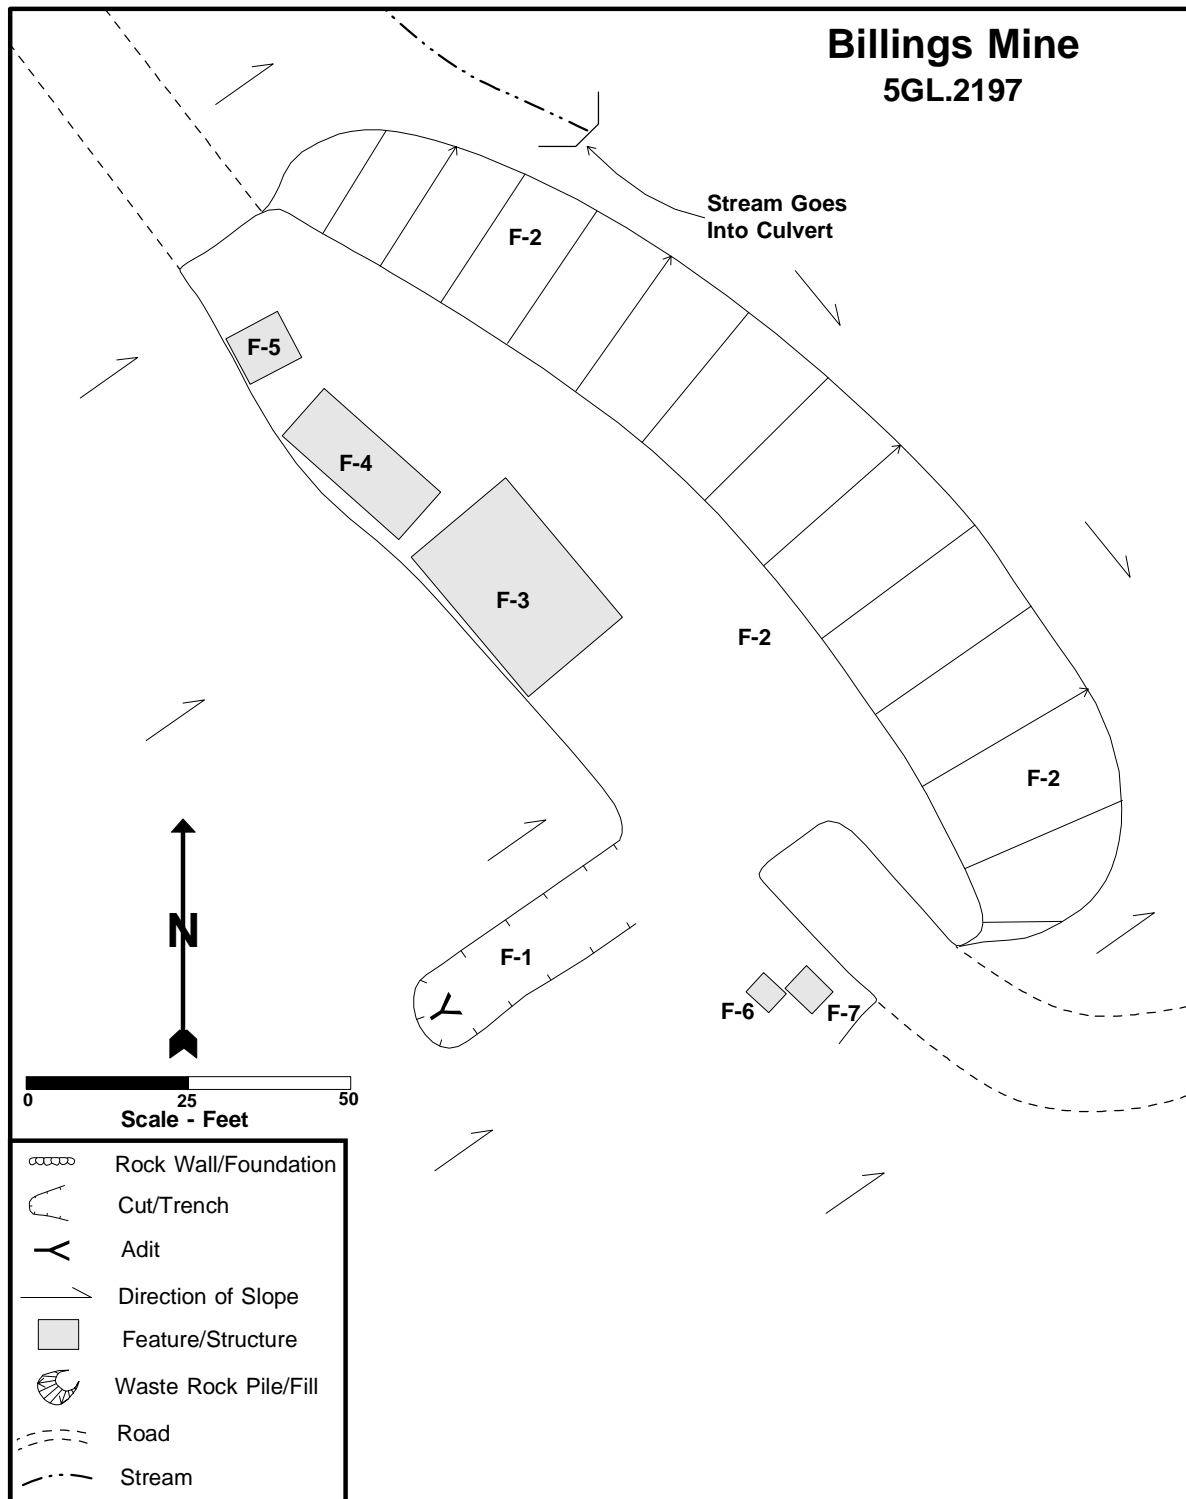 Billings Mine
5GL.2197
Stream Goes
Into Culvert
F-2
F-5
F-4
F-3
F-2
F-2
F-1
F-6
F-7
N
0 25 50
Scale - Feet
Rock Wall/Foundation
Cut/Trench
Adit
Direction of Slope
Feature/Structure
Waste Rock Pile/Fill
Road
Stream